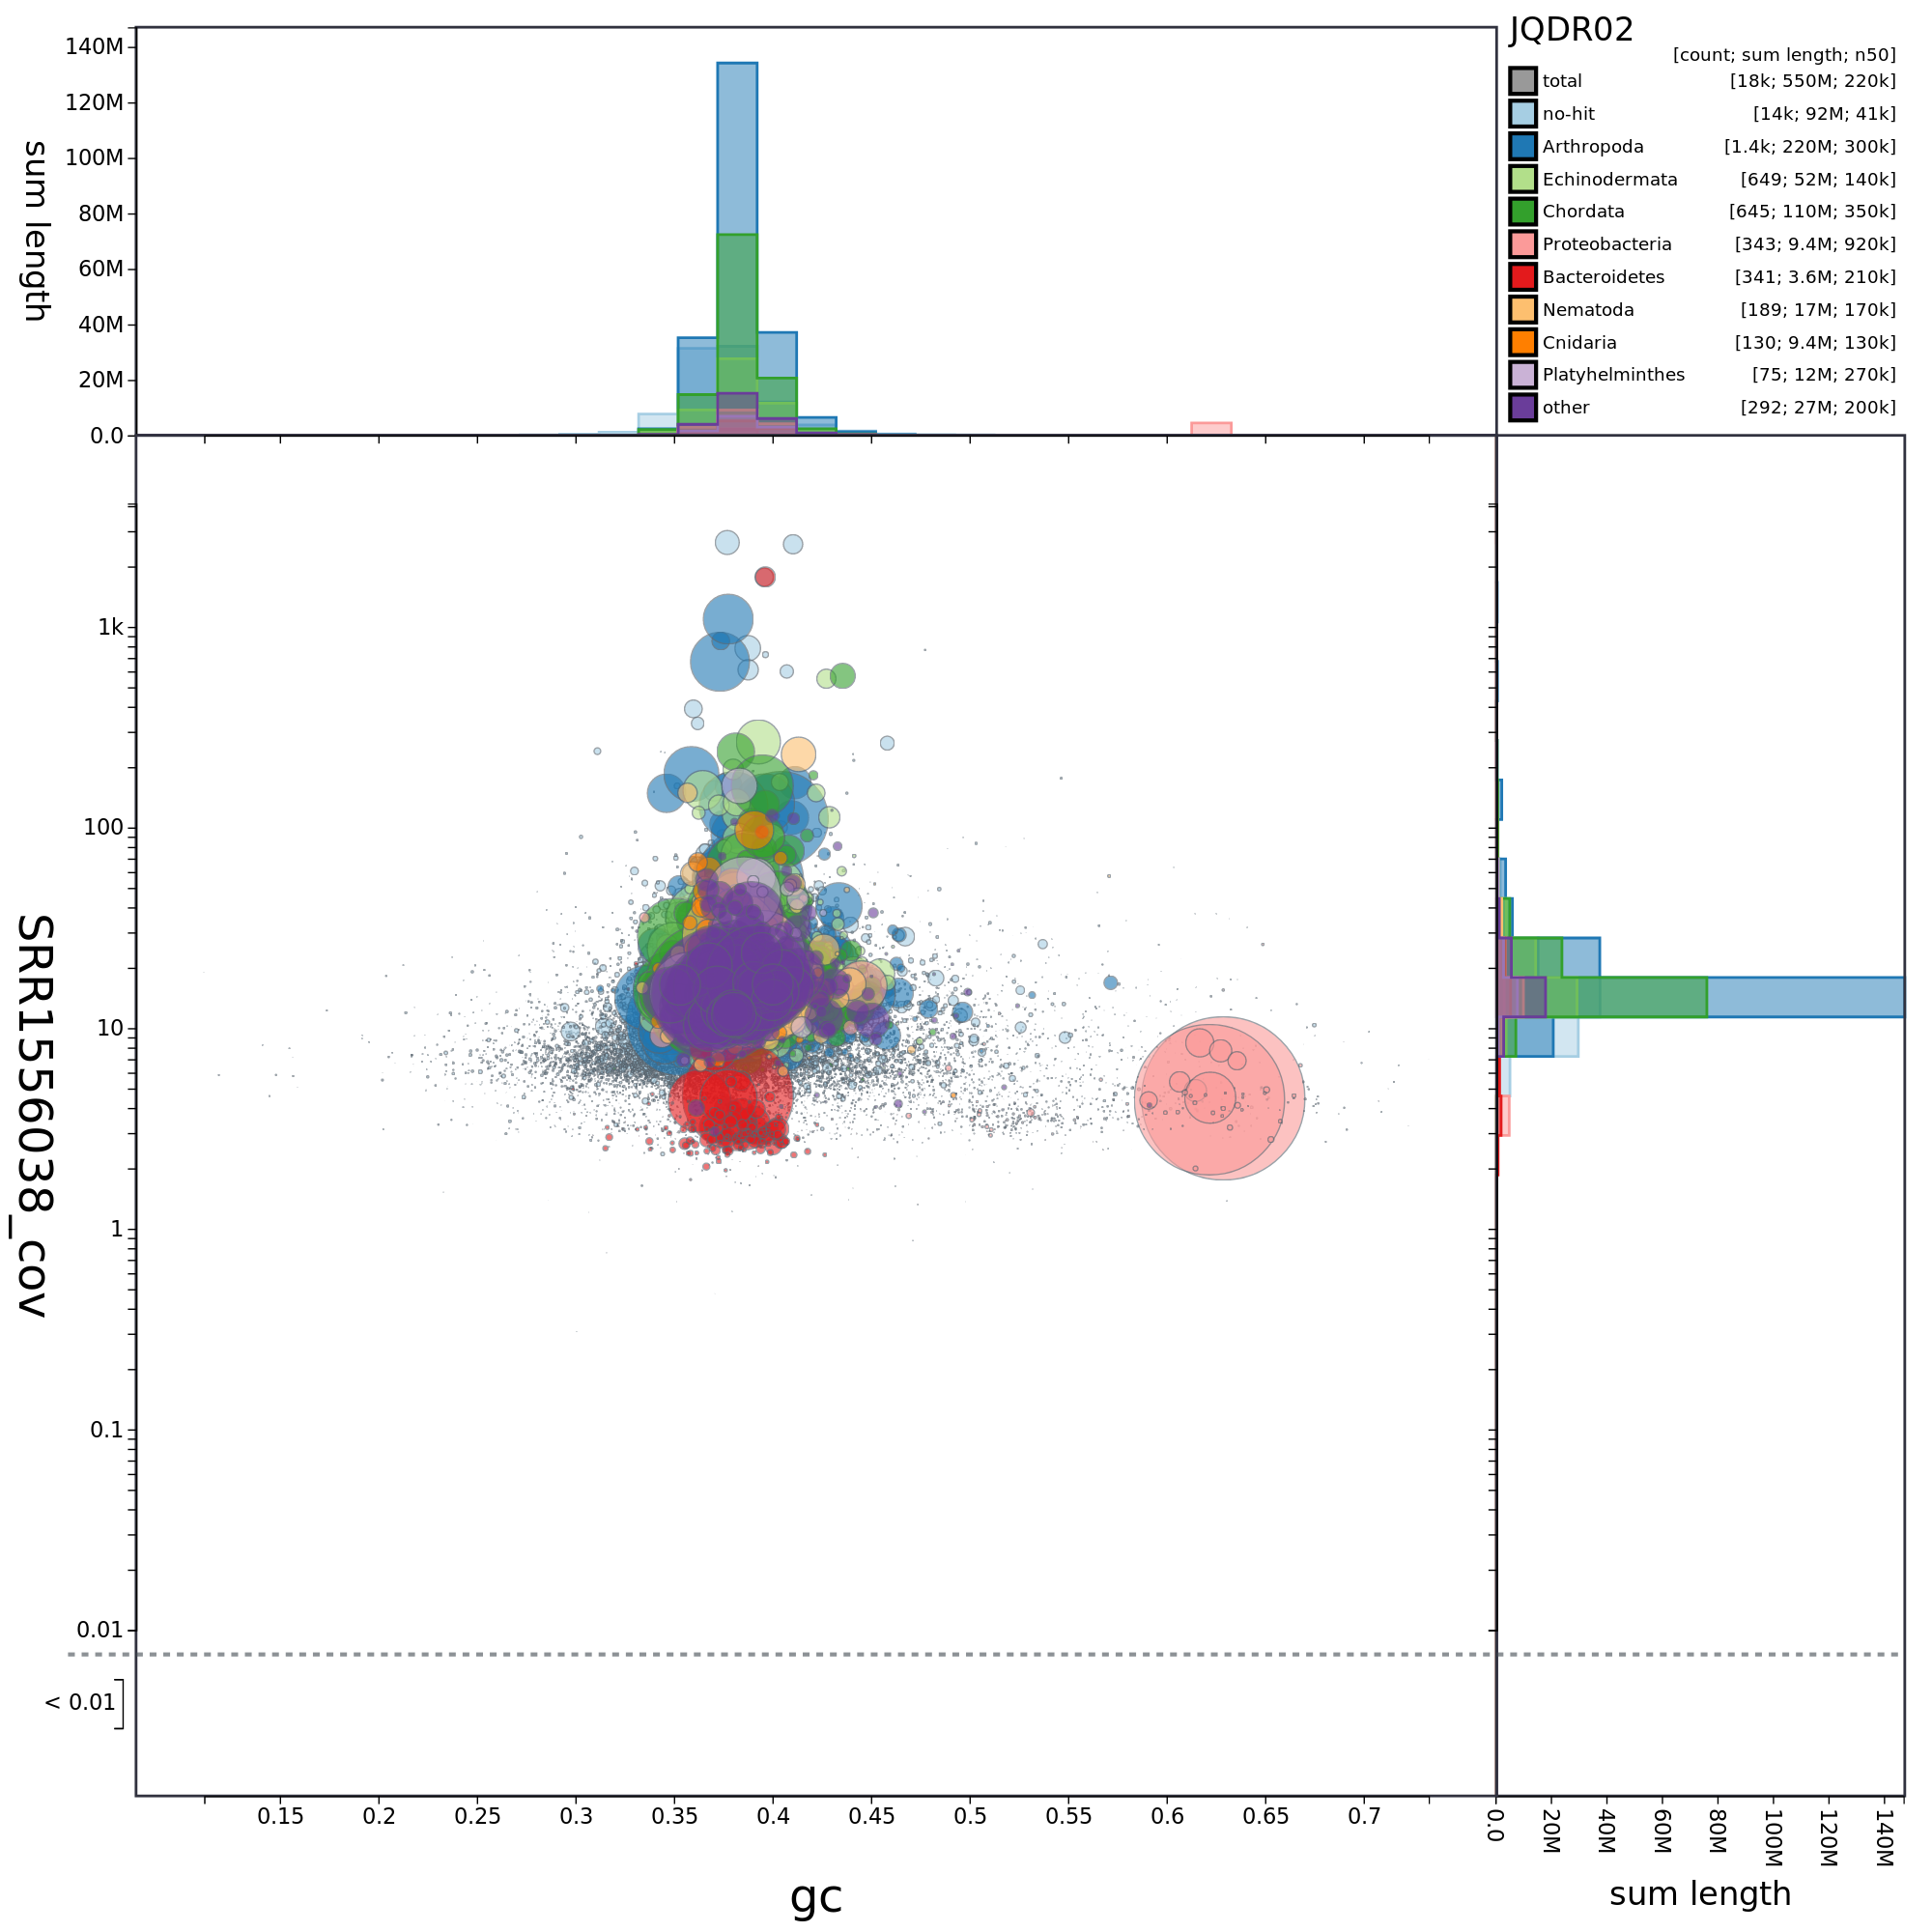 JQDR02
[count; sum length; n50]
total [18k; 550M; 220k]
no-hit [14k; 92M; 41k]
Arthropoda [1.4k; 220M; 300k]
Echinodermata [649; 52M; 140k]
Chordata [645; 110M; 350k]
Proteobacteria [343; 9.4M; 920k]
Bacteroidetes [341; 3.6M; 210k]
Nematoda [189; 17M; 170k]
Cnidaria [130; 9.4M; 130k]
Platyhelminthes [75; 12M; 270k]
other [292; 27M; 200k]
sum length
140M
120M
100M
80M
60M
40M
20M
0.0
SRR1556038_cov
1k
100
10
1
0.1
0.01
< 0.01
0.15 0.2 0.25 0.3 0.35 0.4 0.45 0.5 0.55 0.6 0.65 0.7
gc
0.0 20M 40M 60M 80M 100M 120M 140M
sum length